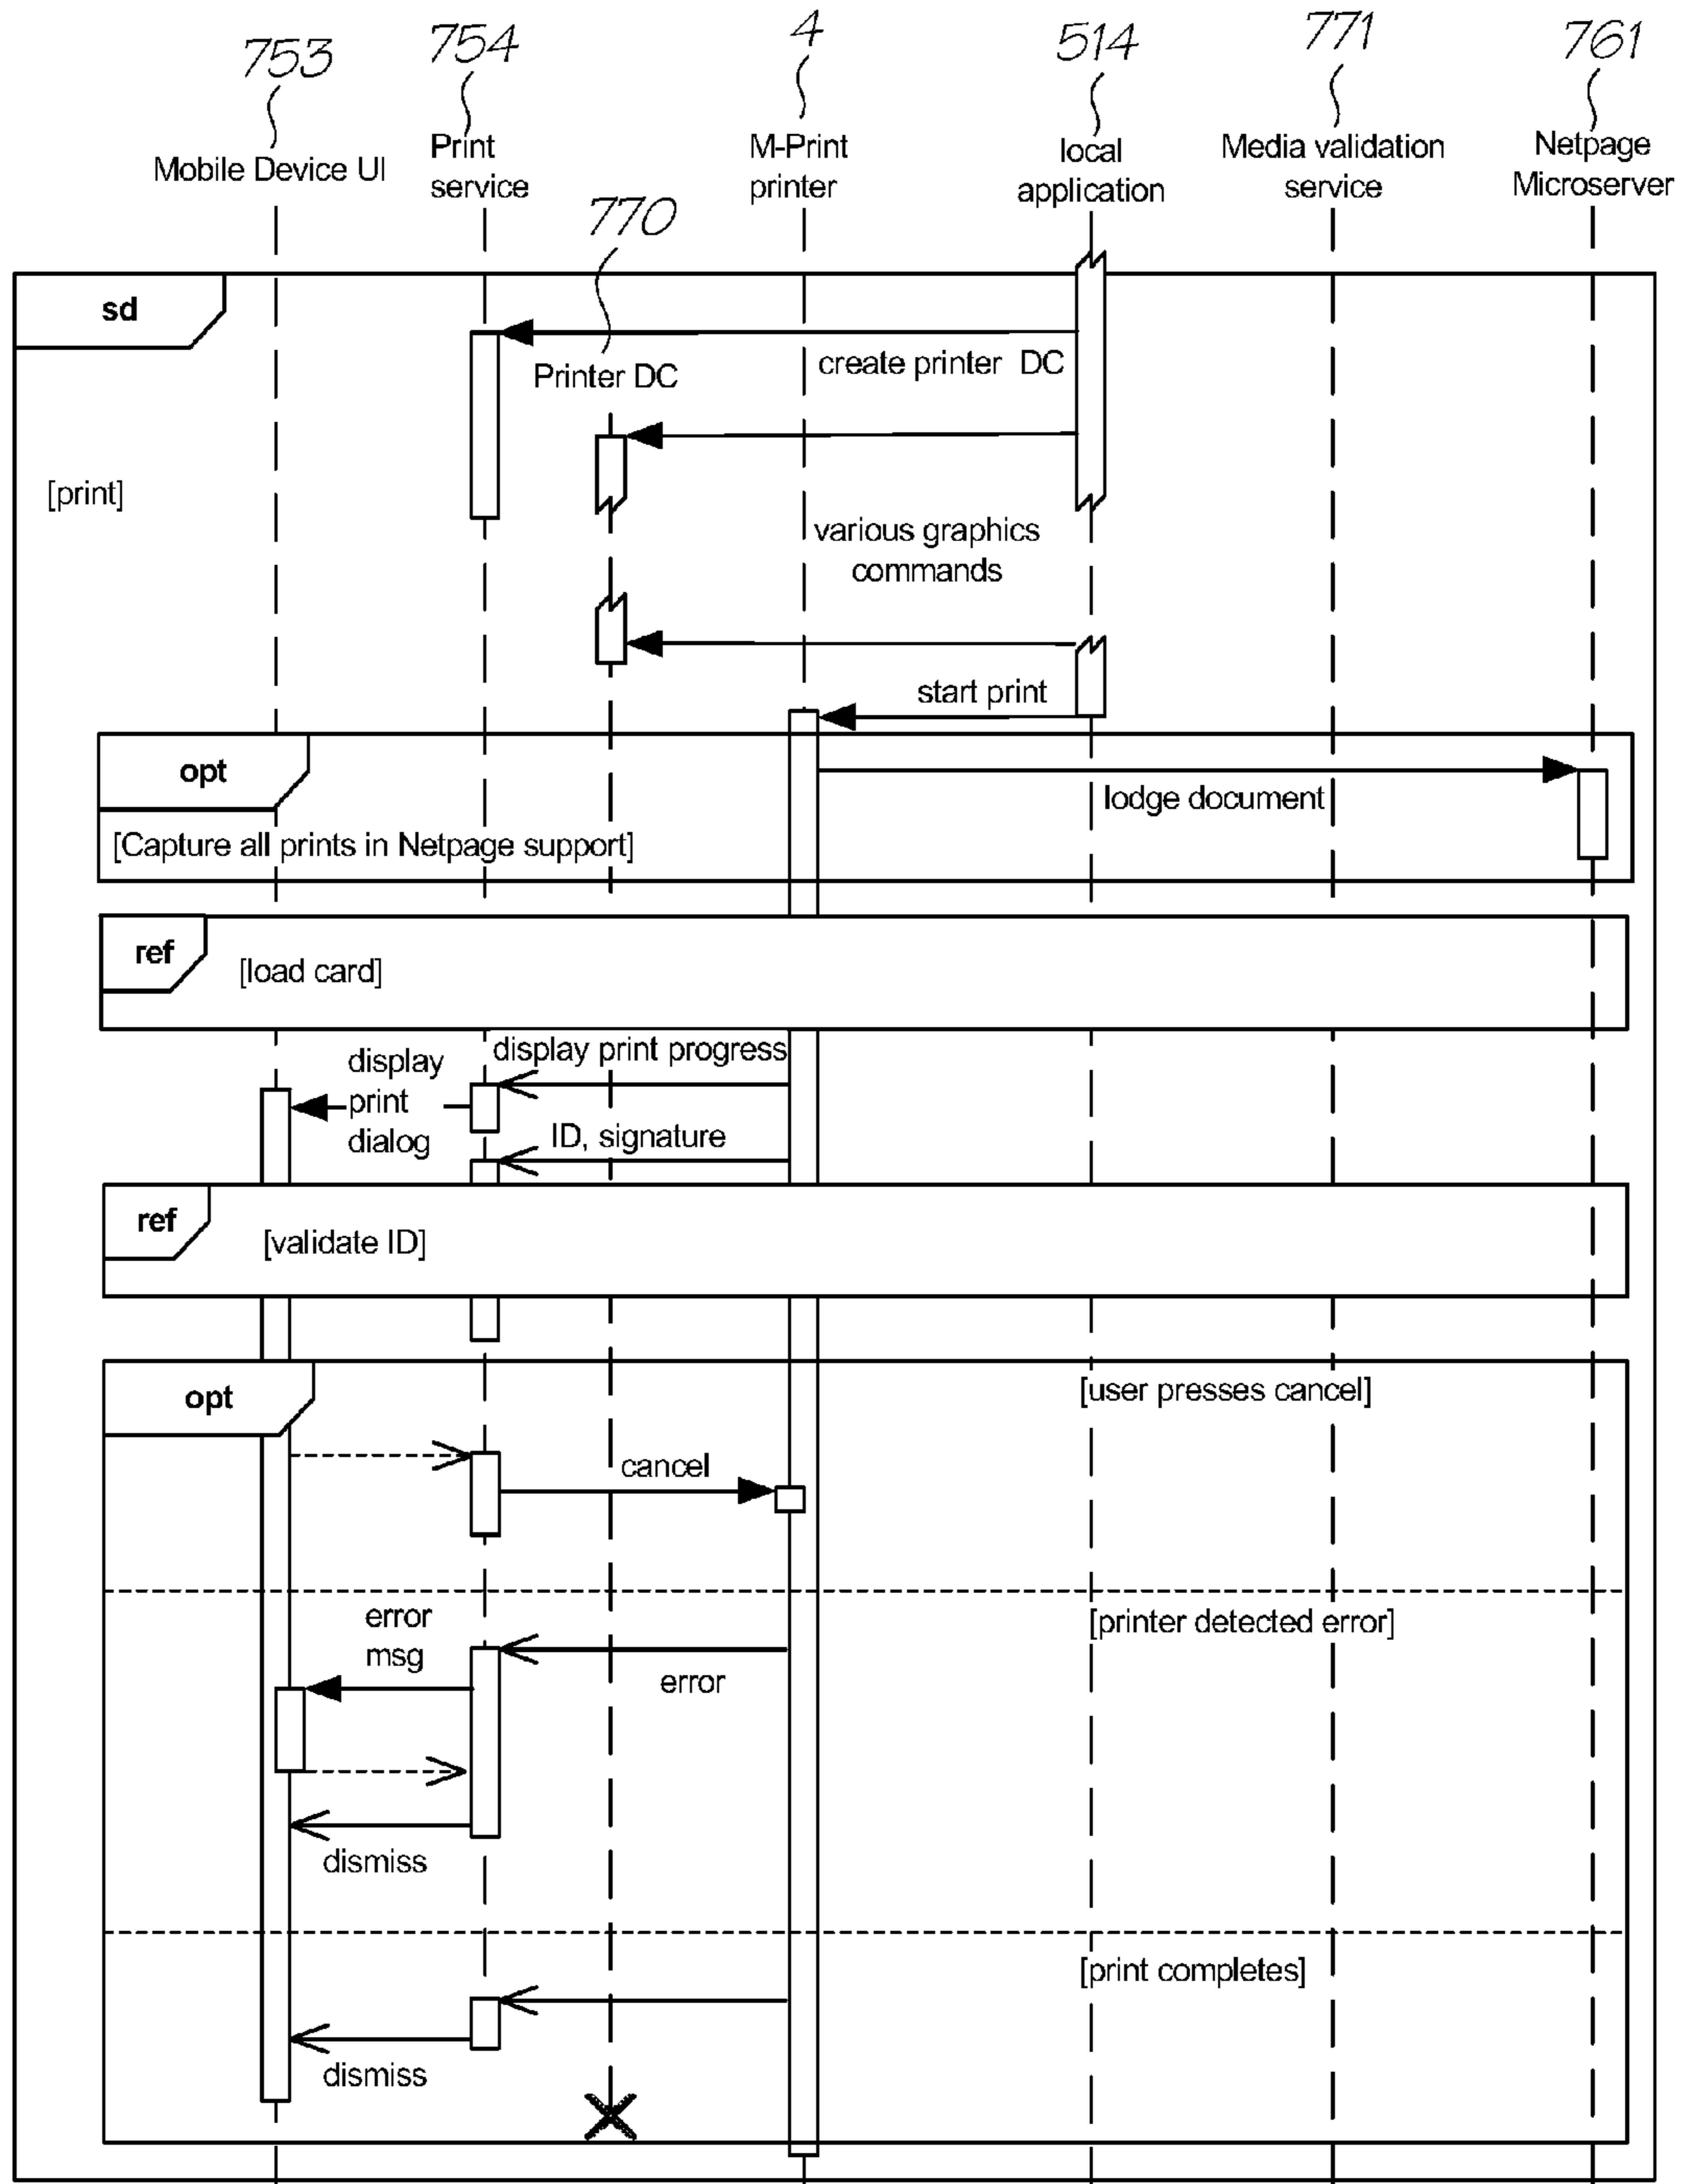 753
754
4
514
771
761
Mobile Device UI
Print
service
M-Print
printer
local
application
Media validation
service
Netpage
Microserver
770
sd
Printer DC
create printer DC
[print]
various graphics
commands
start print
opt
lodge document
[Capture all prints in Netpage support]
ref
[load card]
display print progress
display
print
dialog
ID, signature
ref
[validate ID]
opt
[user presses cancel]
cancel
[printer detected error]
error
msg
error
dismiss
[print completes]
dismiss